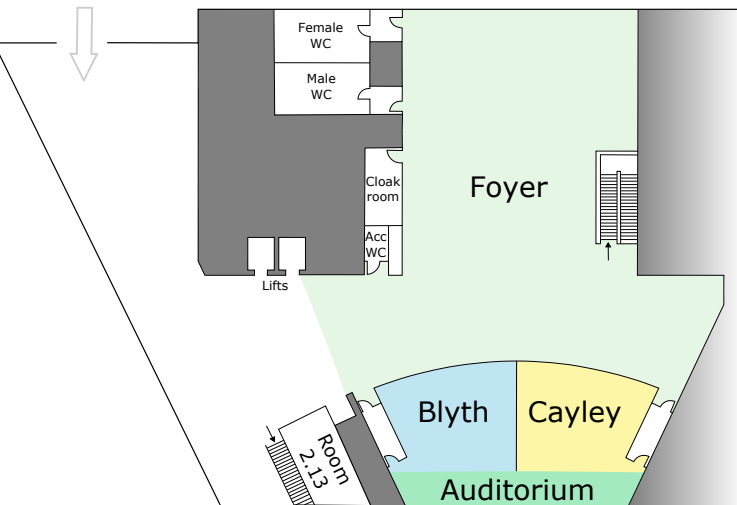 Female
WC
Male
WC
Cloak
room
Foyer
Acc
WC
Lifts
Blyth
Cayley
Room
2.13
Auditorium